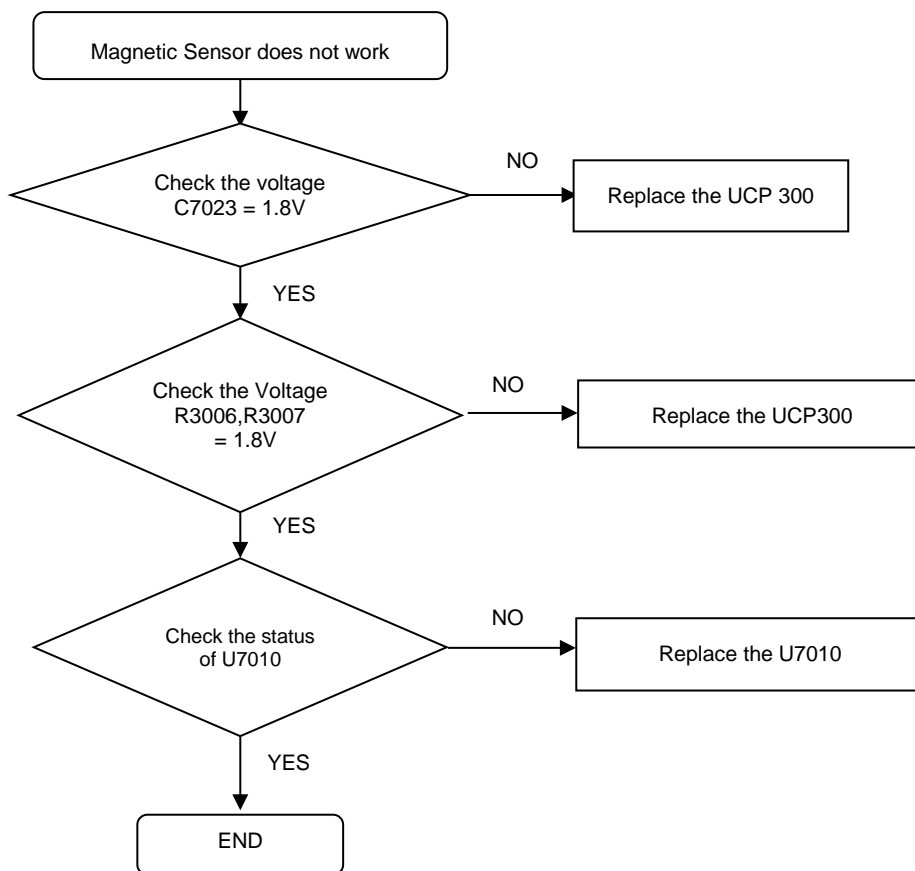 Magnetic Sensor does not work
Check the voltage
C7023 = 1.8V
NO
Replace the UCP 300
YES
Check the Voltage
R3006,R3007
= 1.8V
NO
Replace the UCP300
YES
Check the status
of U7010
NO
Replace the U7010
YES
END